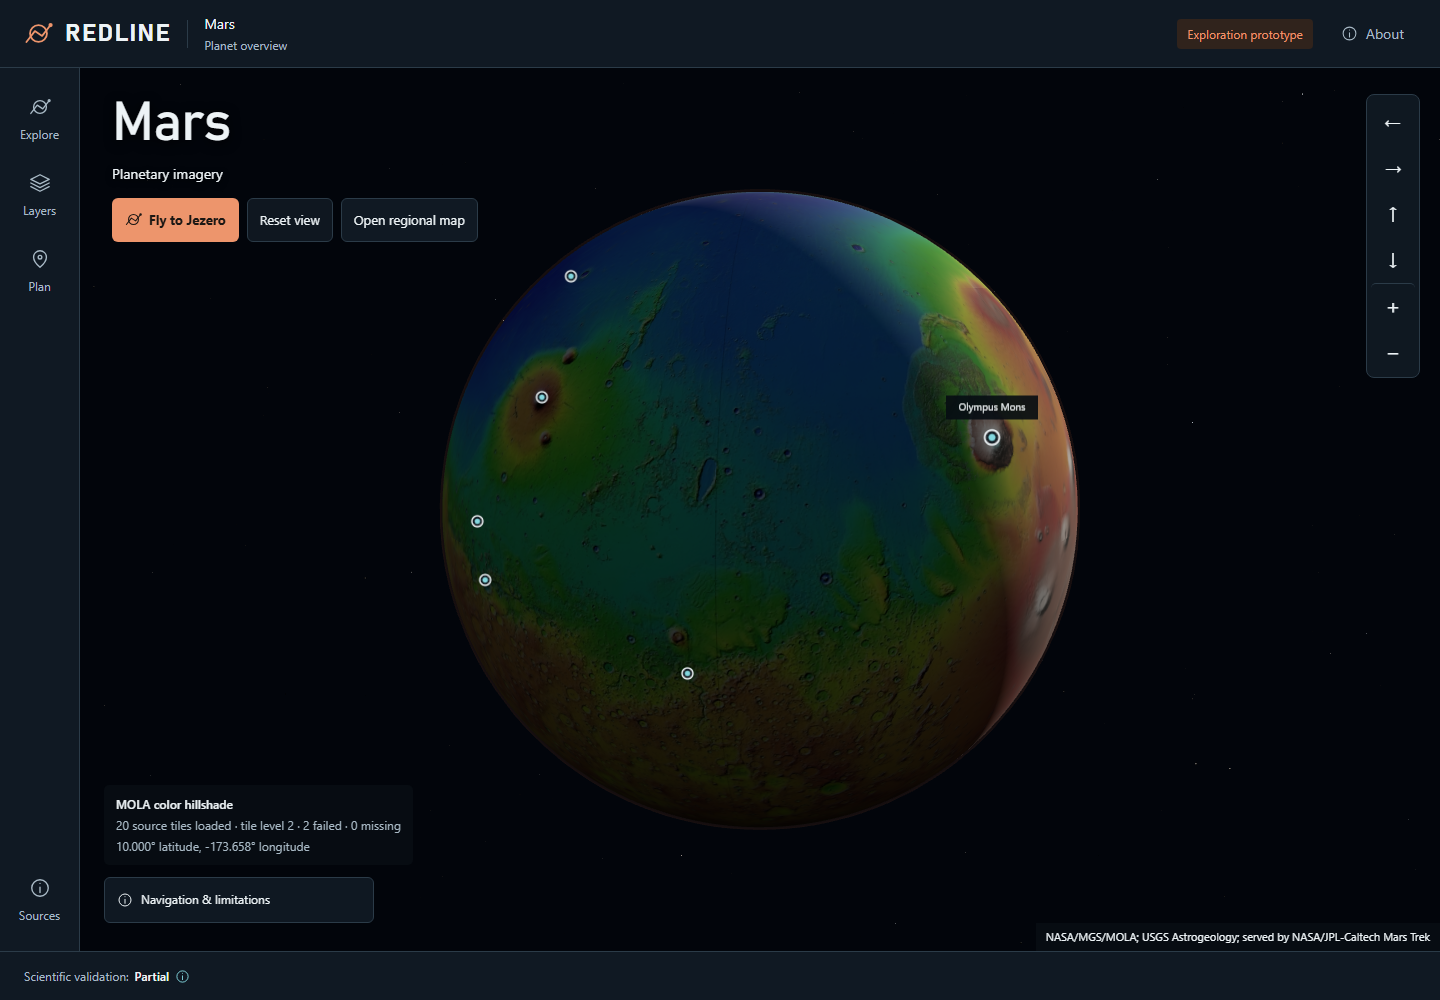 REDLINE
Mars
Planet overview
Exploration prototype
About
Explore
Layers
Plan
Sources
Mars
Planetary imagery
Fly to Jezero
Reset view
Open regional map
Olympus Mons
MOLA color hillshade
20 source tiles loaded · tile level 2 · 2 failed · 0 missing
10.000° latitude, -173.658° longitude
Navigation & limitations
NASA/MGS/MOLA; USGS Astrogeology; served by NASA/JPL-Caltech Mars Trek
Scientific validation: Partial